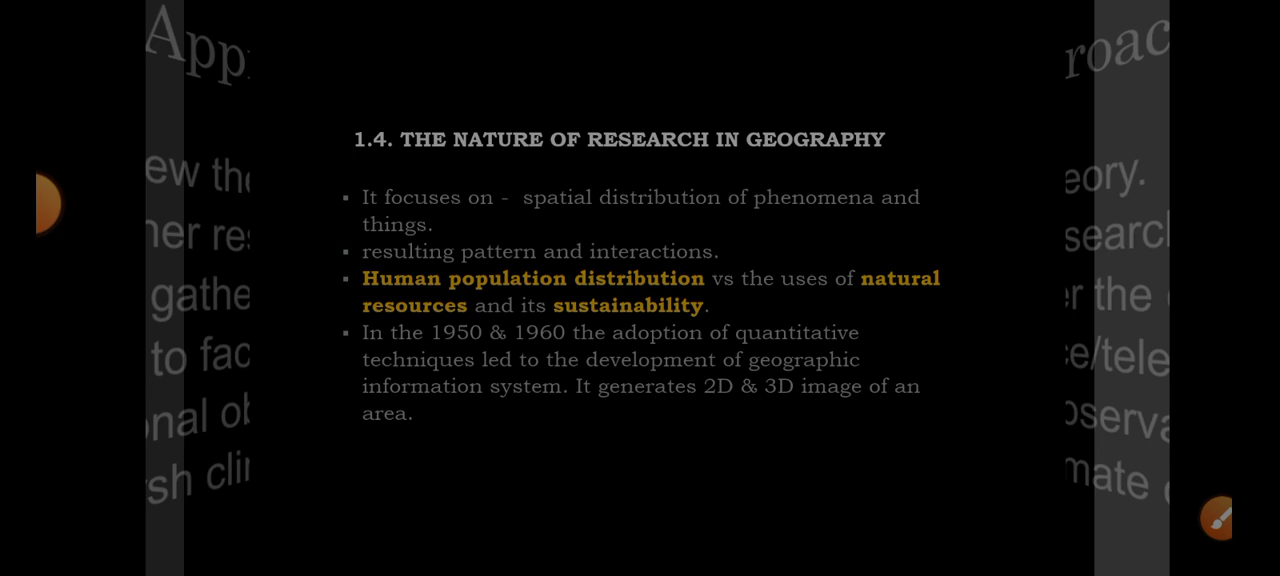 1.4. THE NATURE OF RESEARCH IN GEOGRAPHY
▪ It focuses on - spatial distribution of phenomena and
things.
▪ resulting pattern and interactions.
▪ Human population distribution vs the uses of natural
resources and its sustainability.
▪ In the 1950 & 1960 the adoption of quantitative
techniques led to the development of geographic
information system. It generates 2D & 3D image of an
area.